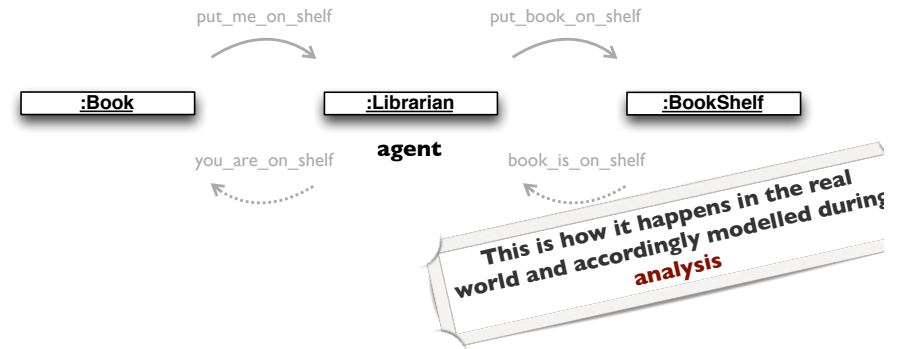 put_me_on_shelf
put_book_on_shelf
:Book
:Librarian
:BookShelf
agent
you_are_on_shelf
book_is_on_shelf
This is how it happens in the real
world and accordingly modelled during
analysis